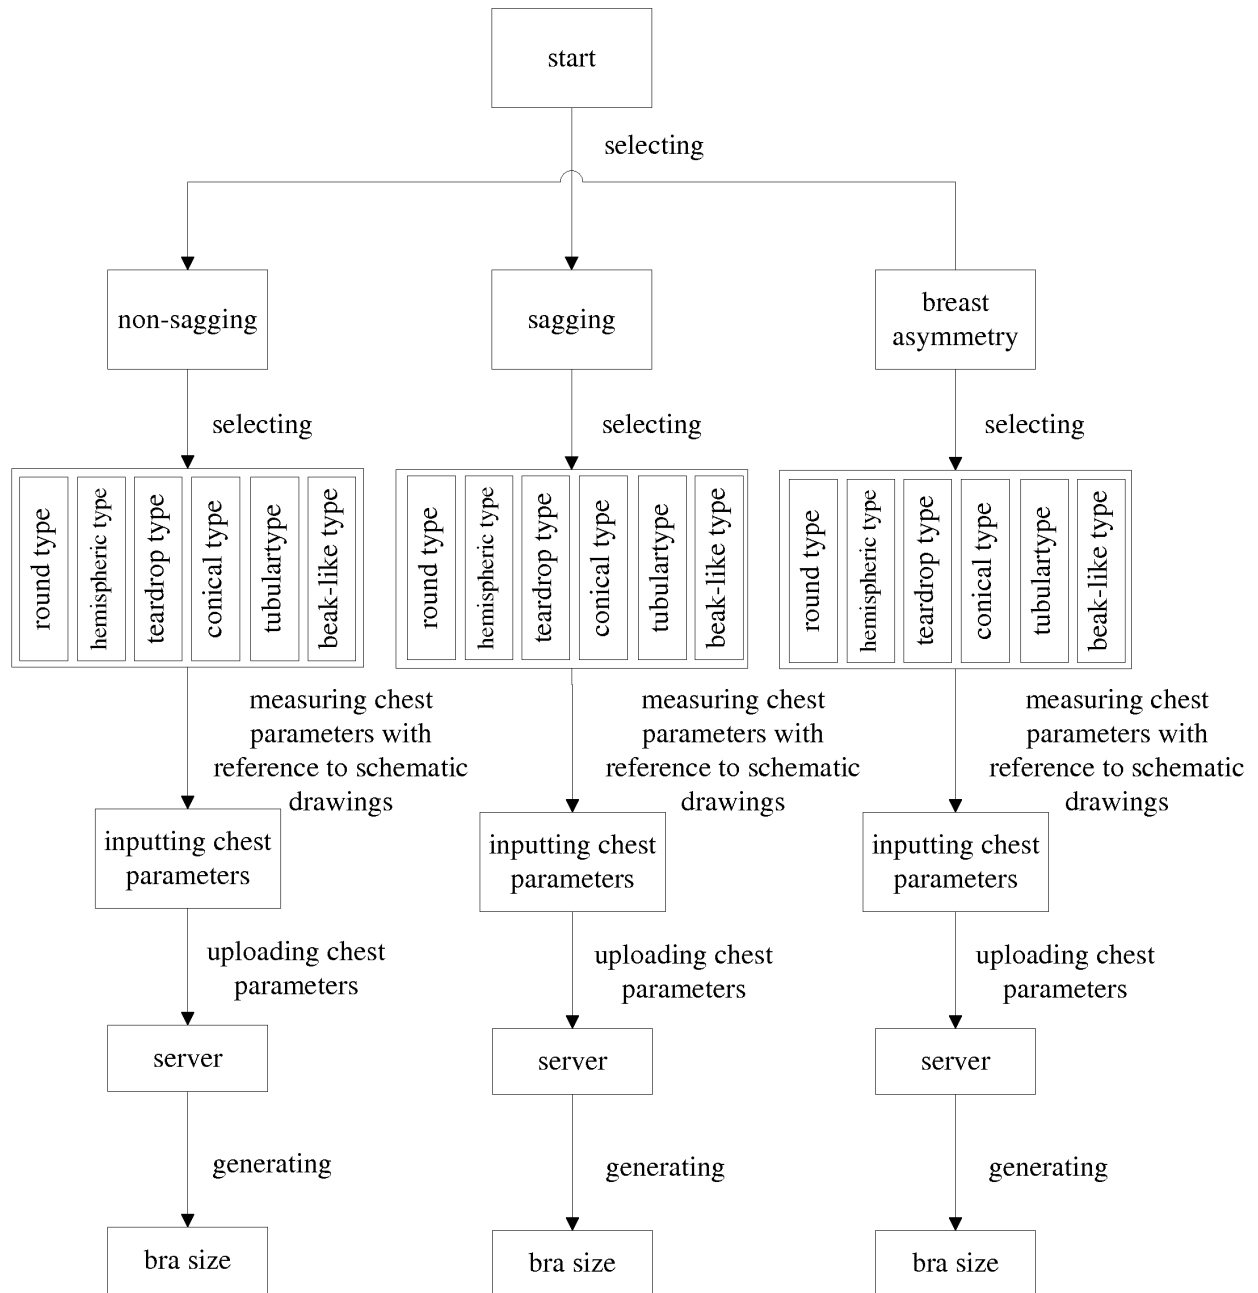 start
selecting
non-sagging
sagging
breast
asymmetry
selecting
selecting
selecting
round type
hemispheric type
teardrop type
conical type
tubulartype
beak-like type
round type
hemispheric type
teardrop type
conical type
tubulartype
beak-like type
round type
hemispheric type
teardrop type
conical type
tubulartype
beak-like type
measuring chest
parameters with
reference to schematic
drawings
measuring chest
parameters with
reference to schematic
drawings
measuring chest
parameters with
reference to schematic
drawings
inputting chest
parameters
inputting chest
parameters
inputting chest
parameters
uploading chest
parameters
uploading chest
parameters
uploading chest
parameters
server
server
server
generating
generating
generating
bra size
bra size
bra size